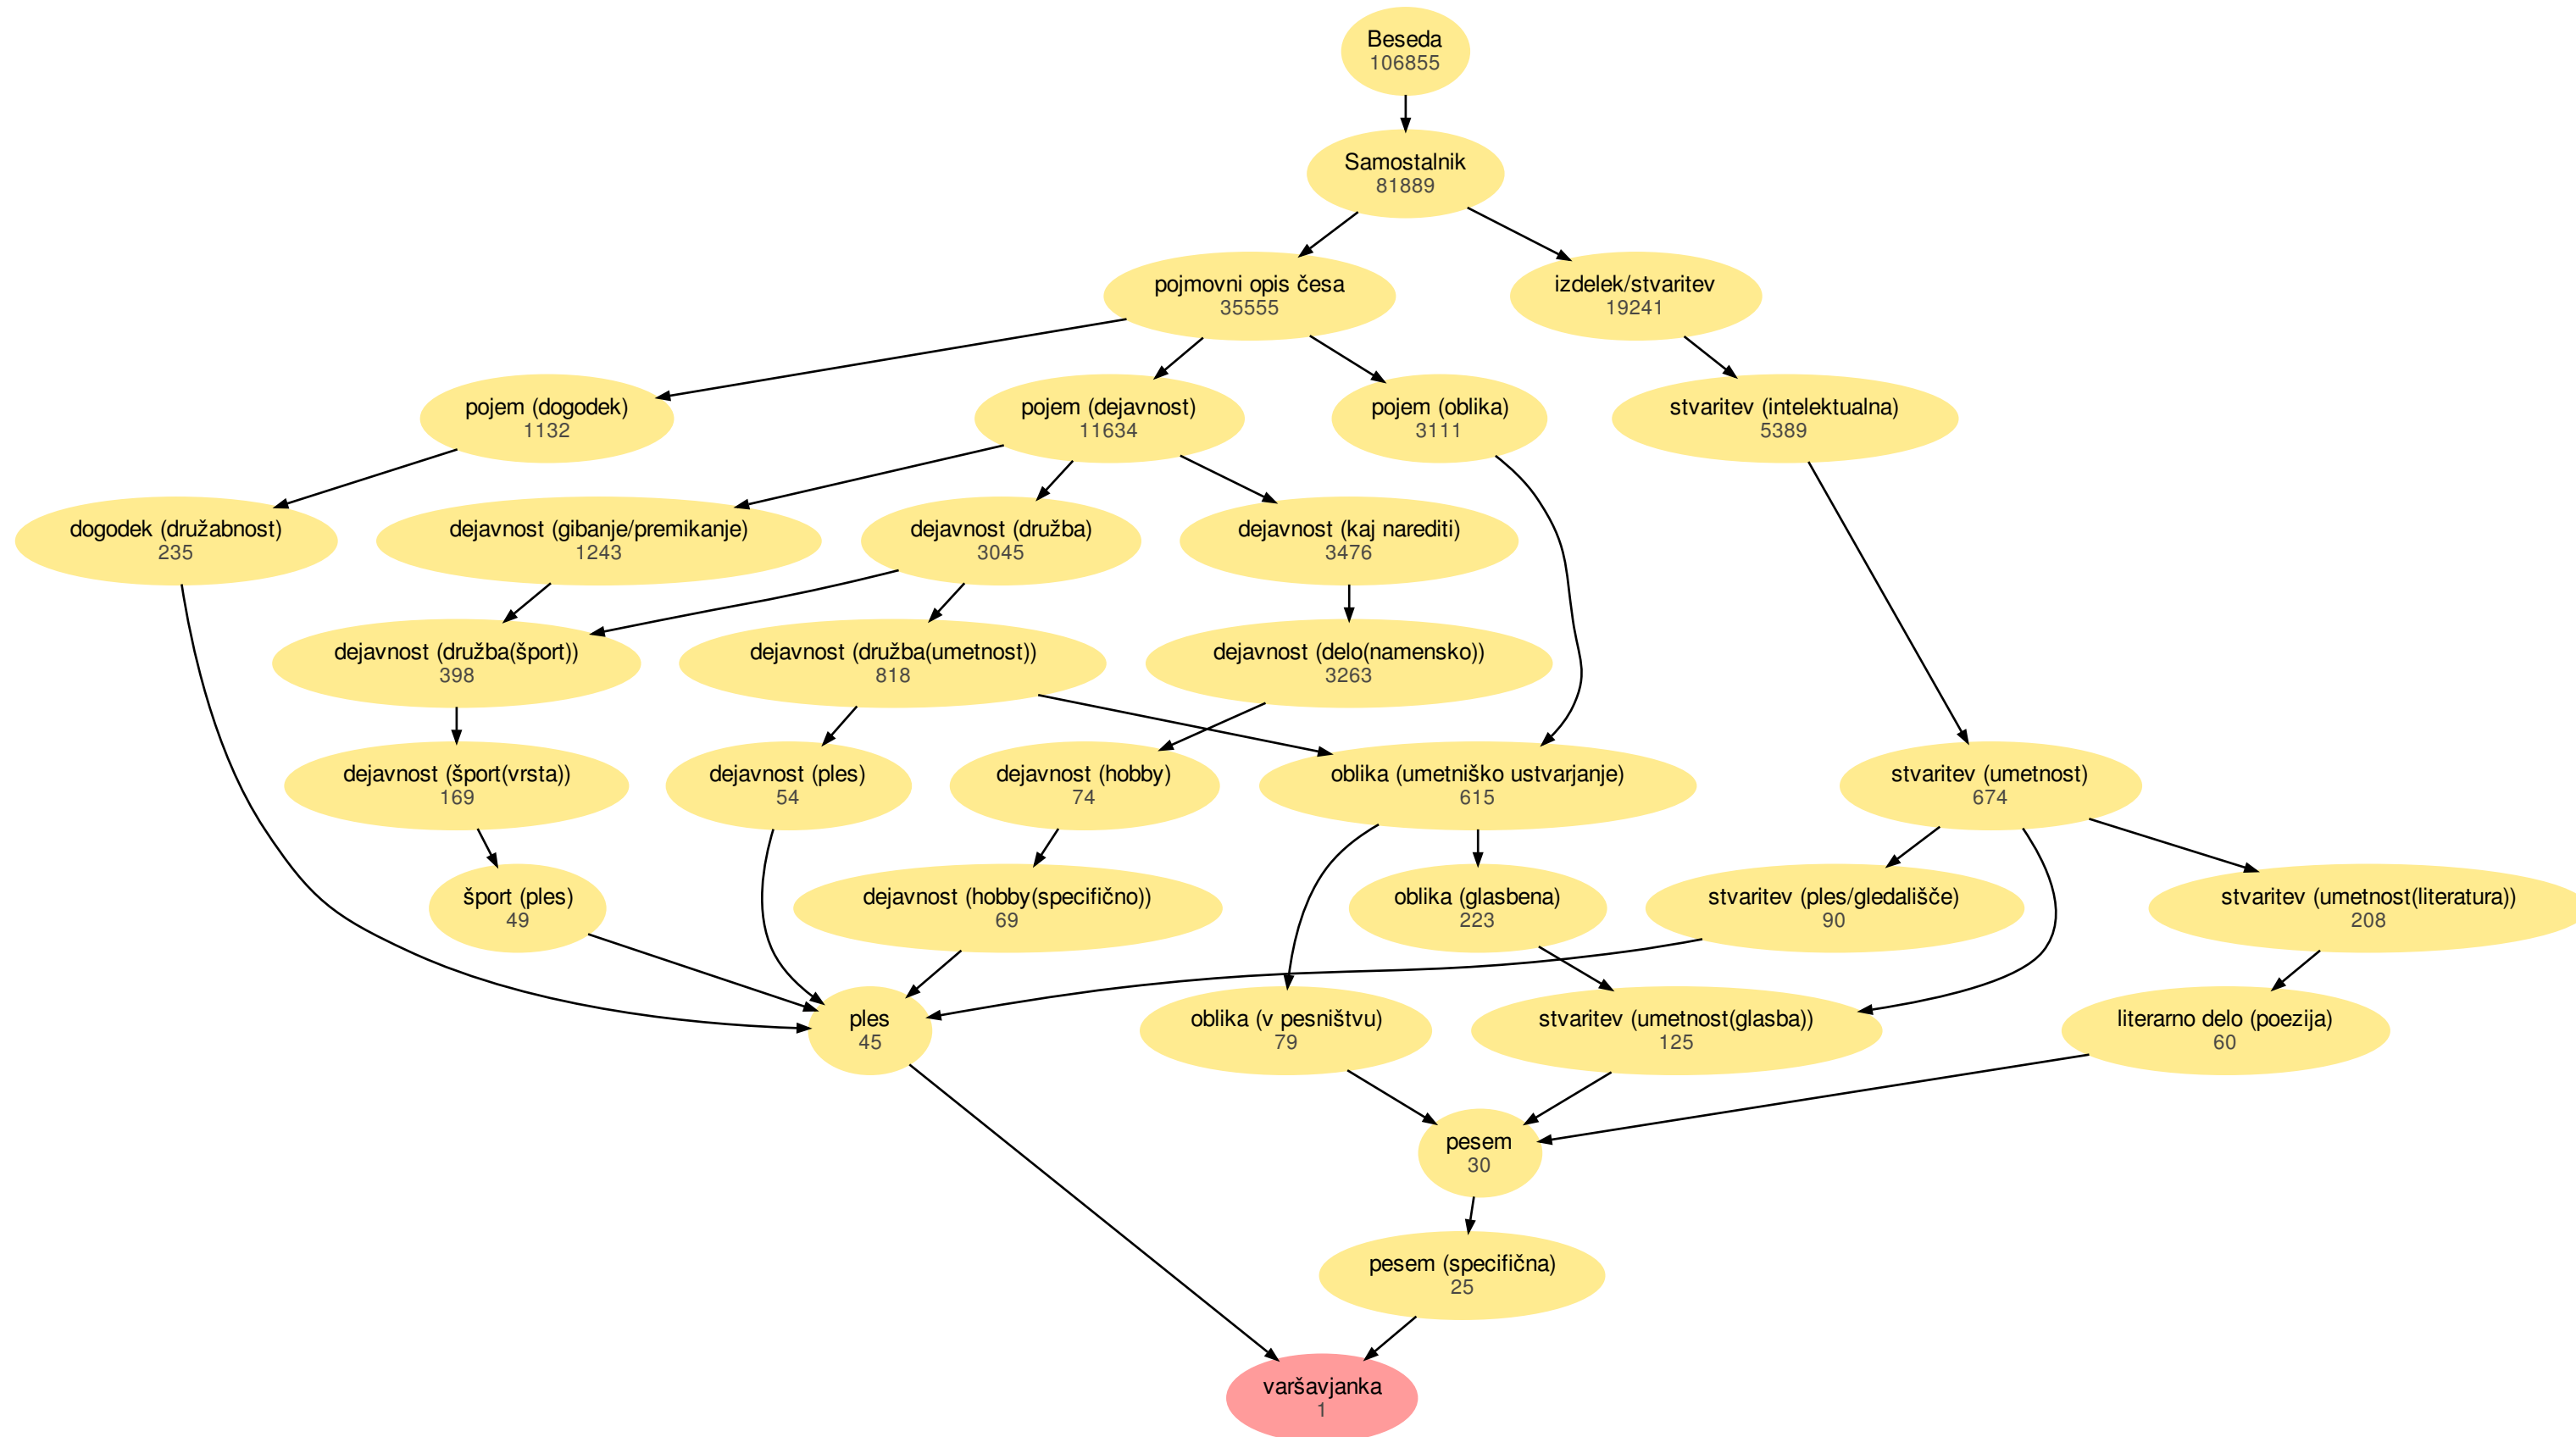 Beseda
106855
Samostalnik
81889
pojmovni opis česa
35555
izdelek/stvaritev
19241
pojem (dogodek)
1132
pojem (dejavnost)
11634
pojem (oblika)
3111
stvaritev (intelektualna)
5389
dogodek (družabnost)
235
dejavnost (gibanje/premikanje)
1243
dejavnost (družba)
3045
dejavnost (kaj narediti)
3476
dejavnost (družba(šport))
398
dejavnost (družba(umetnost))
818
dejavnost (delo(namensko))
3263
dejavnost (šport(vrsta))
169
dejavnost (ples)
54
dejavnost (hobby)
74
oblika (umetniško ustvarjanje)
615
stvaritev (umetnost)
674
šport (ples)
49
dejavnost (hobby(specifično))
69
oblika (glasbena)
223
stvaritev (ples/gledališče)
90
stvaritev (umetnost(literatura))
208
ples
45
oblika (v pesništvu)
79
stvaritev (umetnost(glasba))
125
literarno delo (poezija)
60
pesem
30
pesem (specifična)
25
varšavjanka
1